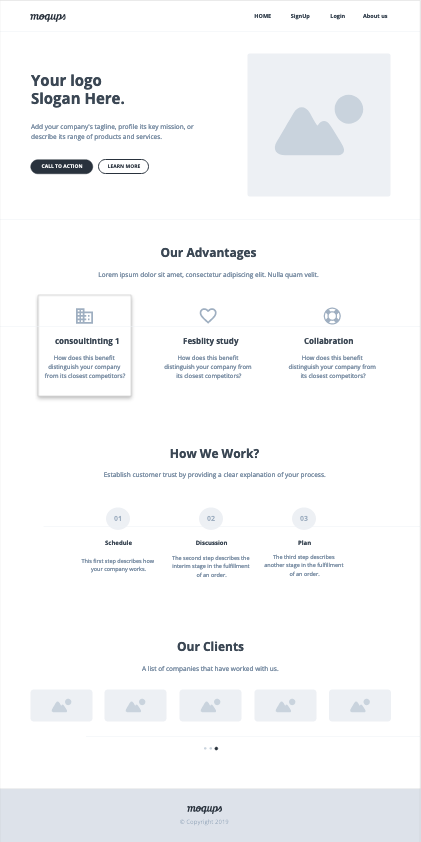 moqups
HOME SignUp Login About us
Your logo
Slogan Here.
Add your company's tagline, profile its key mission, or
describe its range of products and services.
CALL TO ACTION LEARN MORE
Our Advantages
Lorem ipsum dolor sit amet, consectetur adipiscing elit. Nulla quam velit.
consoultinting 1
How does this benefit
distinguish your company
from its closest competitors?
Fesblity study
How does this benefit
distinguish your company
its closest competitors?
Collabration
How does this benefit
distinguish your company from
its closest competitors?
How We Work?
Establish customer trust by providing a clear explanation of your process.
01
Schedule
This first step describes how
your company works.
02
Discussion
The second step describes the
interim stage in the fulfillment
of an order.
03
Plan
The third step describes
another stage in the fulfillment
of an order.
Our Clients
A list of companies that have worked with us.
moqups
© Copyright 2019